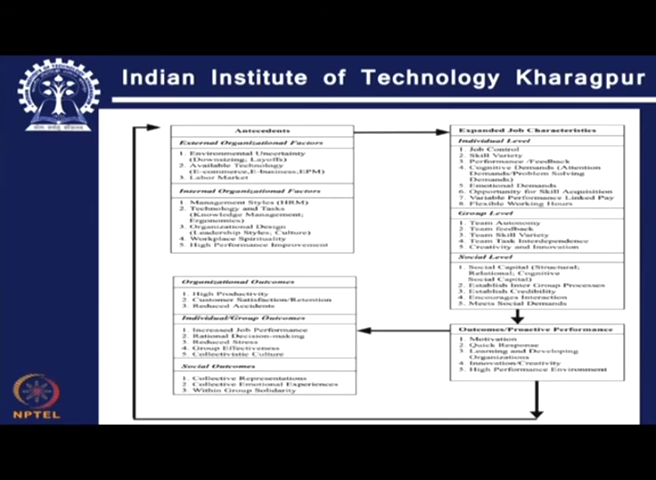 Indian Institute of Technology Kharagpur
Antecedents
External Organizational Factors
1. Environmental Uncertainty
(Downsizing; Layoffs)
2. Available Technology
(E-commerce,E-business,EPM)
3. Labor Market
Internal Organizational Factors
1. Management Styles (HRM)
2. Technology and Tasks
(Knowledge Management;
Ergonomics)
3. Organizational Design
(Leadership Styles, Culture)
4. Workplace Spirituality
5. High Performance Improvement
Expanded Job Characteristics
Individual Level
1. Job Control
2. Skill Variety
3. Performance /Feedback
4. Cognitive Demands (Attention
Demands/Problem Solving
Demands)
5. Emotional Demands
6. Opportunity for Skill Acquisition
7. Variable Performance Linked Pay
8. Flexible Working Hours
Group Level
1. Team Autonomy
2. Team feedback
3. Team Skill Variety
4. Team Task Interdependence
5. Creativity and Innovation
Social Level
1. Social Capital (Structural;
Relational; Cognitive
Social Capital)
2. Establish Inter Group Processes
3. Establish Credibility
4. Encourages Interaction
5. Meets Social Demands
Organizational Outcomes
1. High Productivity
2. Customer Satisfaction/Retention
3. Reduced Accidents
Individual/Group Outcomes
1. Increased Job Performance
2. Rational Decision-making
3. Reduced Stress
4. Group Effectiveness
5. Collectivistic Culture
Social Outcomes
1. Collective Representations
2. Collective Emotional Experiences
3. Within Group Solidarity
Outcomes/Proactive Performance
1. Motivation
2. Quick Response
3. Learning and Developing
Organizations
4. Innovation/Creativity
5. High Performance Environment
NPTEL